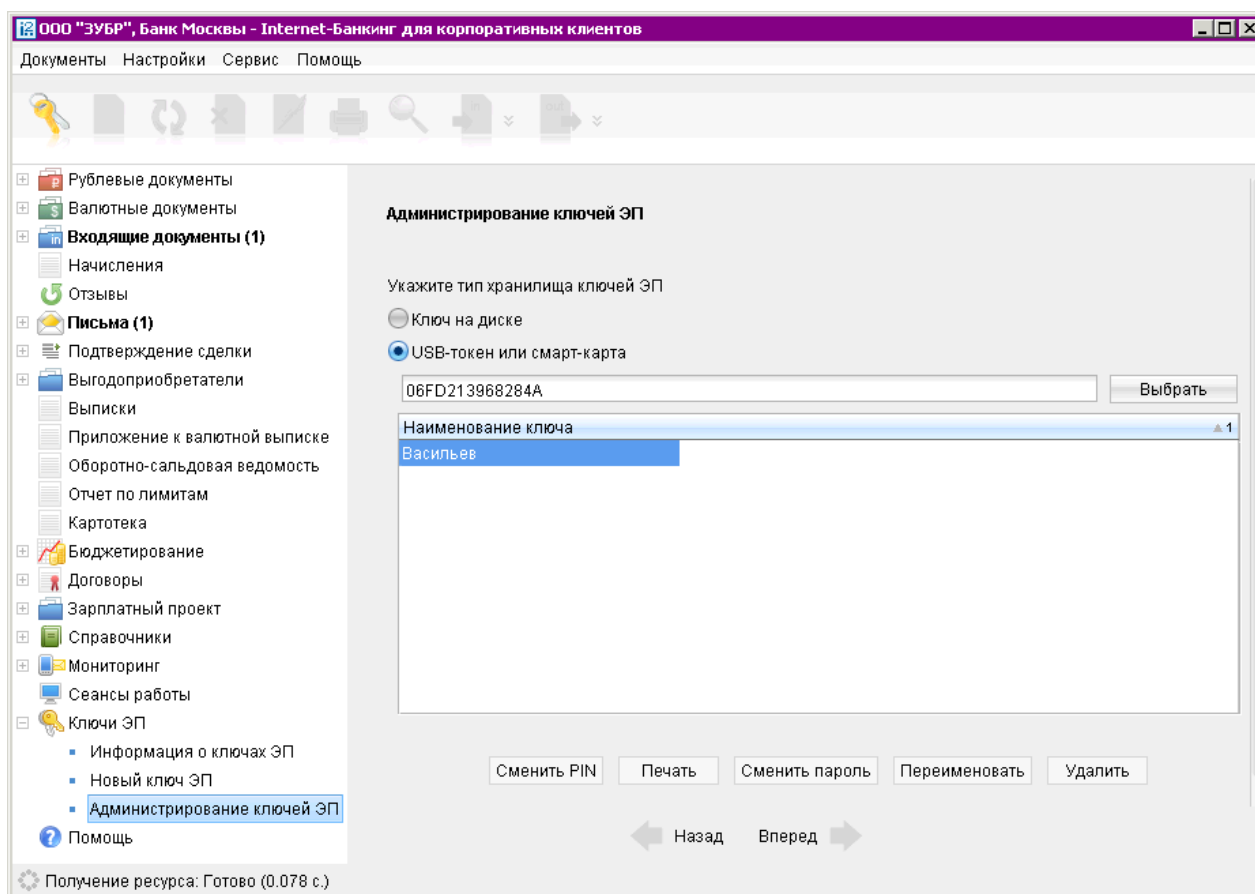 ООО "ЗУБР", Банк Москвы - Internet-Банкинг для корпоративных клиентов
Документы Настройки Сервис Помощь
in out
Рублевые документы
Валютные документы
Входящие документы (1)
Начисления
Отзывы
Письма (1)
Подтверждение сделки
Выгодоприобретатели
Выписки
Приложение к валютной выписке
Оборотно-сальдовая ведомость
Отчет по лимитам
Картотека
Бюджетирование
Договоры
Зарплатный проект
Справочники
Мониторинг
Сеансы работы
Ключи ЭП
Информация о ключах ЭП
Новый ключ ЭП
Администрирование ключей ЭП
Помощь
Администрирование ключей ЭП
Укажите тип хранилища ключей ЭП
Ключ на диске
USB-токен или смарт-карта
06FD213968284A Выбрать
Наименование ключа 1
Васильев
Сменить PIN Печать Сменить пароль Переименовать Удалить
Назад Вперед
Получение ресурса: Готово (0.078 с.)